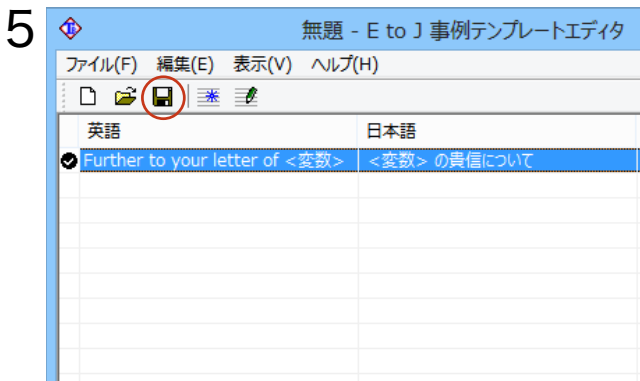 5
無題 - E to J 事例テンプレートエディタ
ファイル(F) 編集(E) 表示(V) ヘルプ(H)
英語 日本語
Further to your letter of <変数> <変数> の貴信について